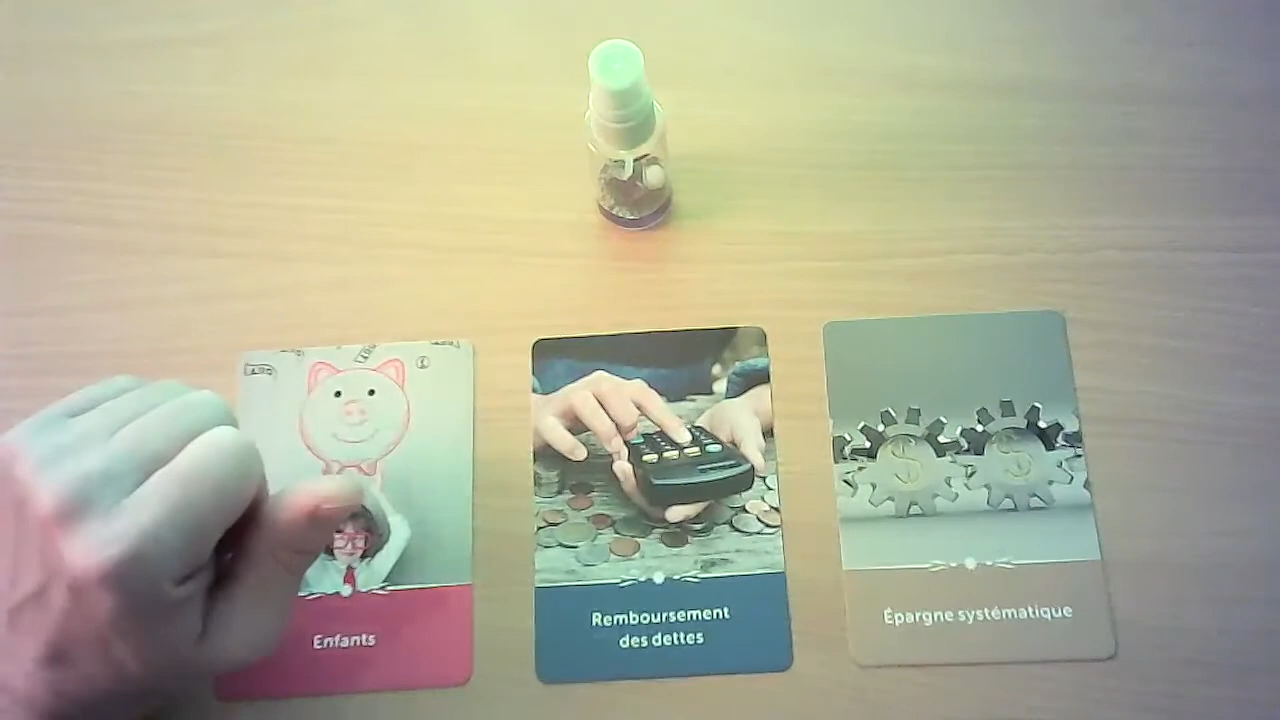 Enfants
Remboursement
des dettes
Épargne systématique